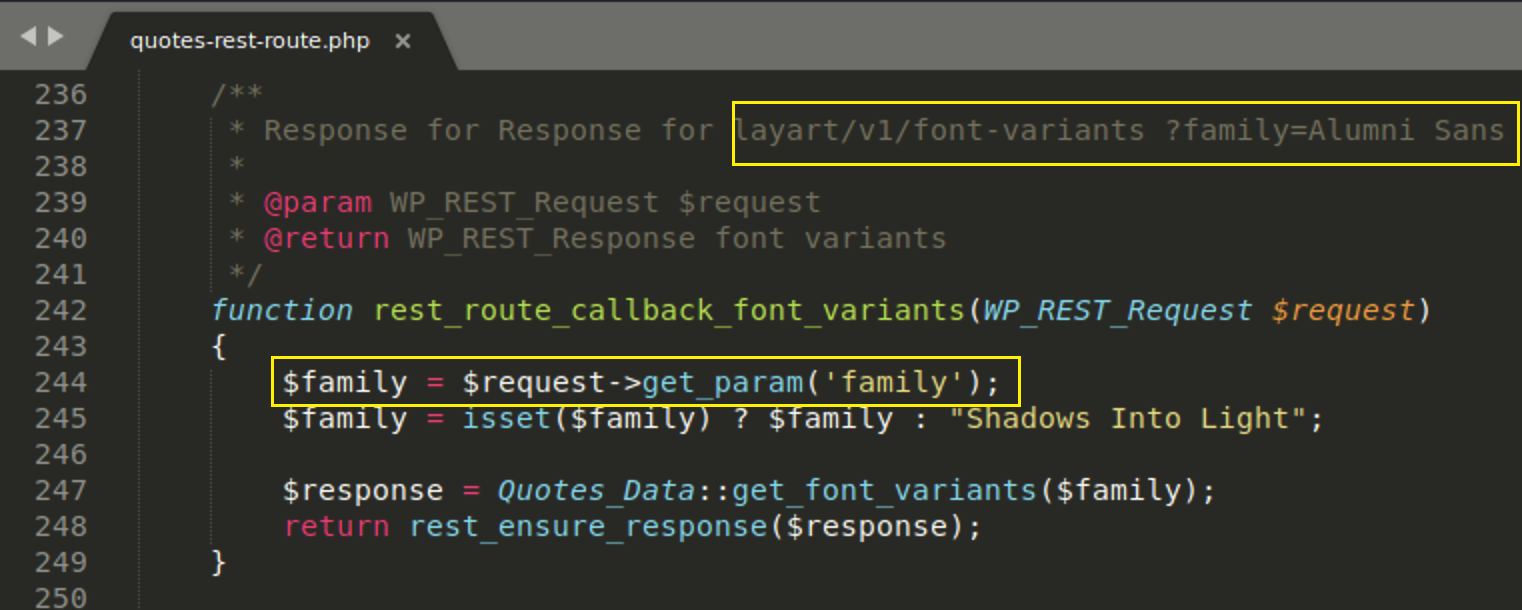 quotes-rest-route.php ×
236 /**
237 * Response for Response for layart/v1/font-variants ?family=Alumni Sans
238 *
239 * @param WP_REST_Request $request
240 * @return WP_REST_Response font variants
241 */
242 function rest_route_callback_font_variants(WP_REST_Request $request)
243 {
244 $family = $request->get_param('family');
245 $family = isset($family) ? $family : "Shadows Into Light";
246
247 $response = Quotes_Data::get_font_variants($family);
248 return rest_ensure_response($response);
249 }
250